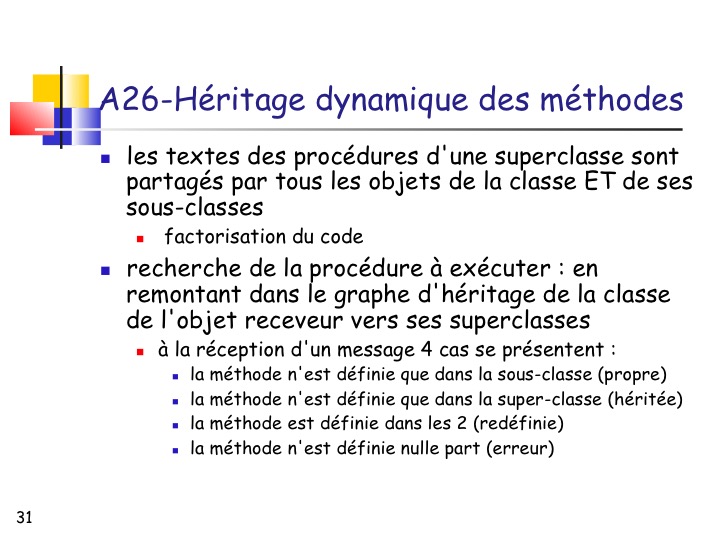 A26-Héritage dynamique des méthodes
les textes des procédures d'une superclasse sont
partagés par tous les objets de la classe ET de ses
sous-classes
factorisation du code
recherche de la procédure à exécuter : en
remontant dans le graphe d'héritage de la classe
de l'objet receveur vers ses superclasses
à la réception d'un message 4 cas se présentent :
la méthode n'est définie que dans la sous-classe (propre)
la méthode n'est définie que dans la super-classe (héritée)
la méthode est définie dans les 2 (redéfinie)
la méthode n'est définie nulle part (erreur)
31